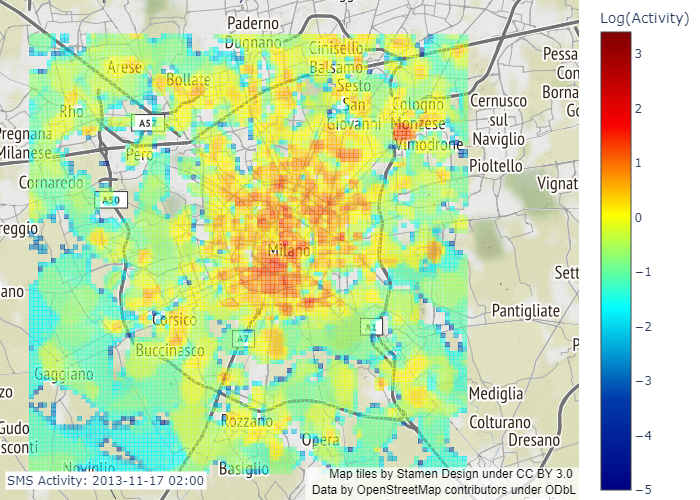 Log(Activity)
Paderno
Dugnano
Cinisello
Balsamo
Arese
Bollate
Sesto
San
Giovanni
Cologno
Monzese
Vimodrone
Cernusco
sul
Naviglio
Pessa
Con
Borna
Go
Rho
A52
Pregnana
Milanese
Pero
Pioltello
Cornaredo
Vignat
A50
reggio
Milano
Sett
ano
Pantigliate
Corsico
A7
A1
Buccinasco
P
Gaggiano
zo
Mediglia
Gudo
sconti
Rozzano
Colturano
Dresano
Opera
Noviglio
Basiglio
SMS Activity: 2013-11-17 02:00
Map tiles by Stamen Design under CC BY 3.0
Data by OpenStreetMap contributors under ODbL
3
2
1
0
−1
−2
−3
−4
−5